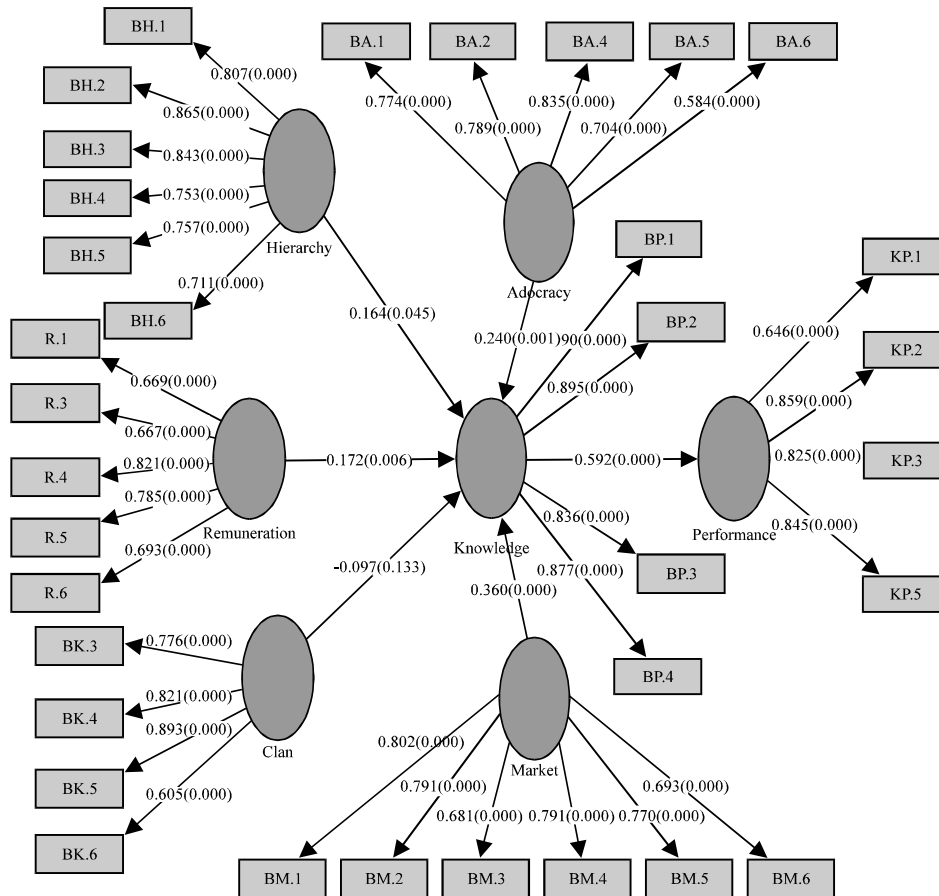 BH.1
BA.1
BA.2
BA.4
BA.5
BA.6
0.807(0.000)
BH.2
0.865(0.000)
0.774(0.000)
0.789(0.000)
0.835(0.000)
0.704(0.000)
0.584(0.000)
BH.3
0.843(0.000)
BH.4
0.753(0.000)
BH.5
0.757(0.000)
Hierarchy
0.711(0.000)
BH.6
Adocracy
BP.1
KP.1
0.164(0.045)
0.240(0.001)
90(0.000)
BP.2
0.646(0.000)
R.1
0.669(0.000)
KP.2
0.895(0.000)
0.859(0.000)
R.3
0.667(0.000)
R.4
0.821(0.000)
0.172(0.006)
0.592(0.000)
0.825(0.000)
KP.3
0.785(0.000)
R.5
Remuneration
0.693(0.000)
Knowledge
0.836(0.000)
Performance
0.845(0.000)
R.6
-0.097(0.133)
0.877(0.000)
BP.3
KP.5
0.360(0.000)
BK.3
0.776(0.000)
BP.4
BK.4
0.821(0.000)
0.893(0.000)
Clan
Market
0.802(0.000)
BK.5
0.605(0.000)
0.791(0.000)
0.693(0.000)
0.681(0.000)
0.791(0.000)
0.770(0.000)
BK.6
BM.1
BM.2
BM.3
BM.4
BM.5
BM.6